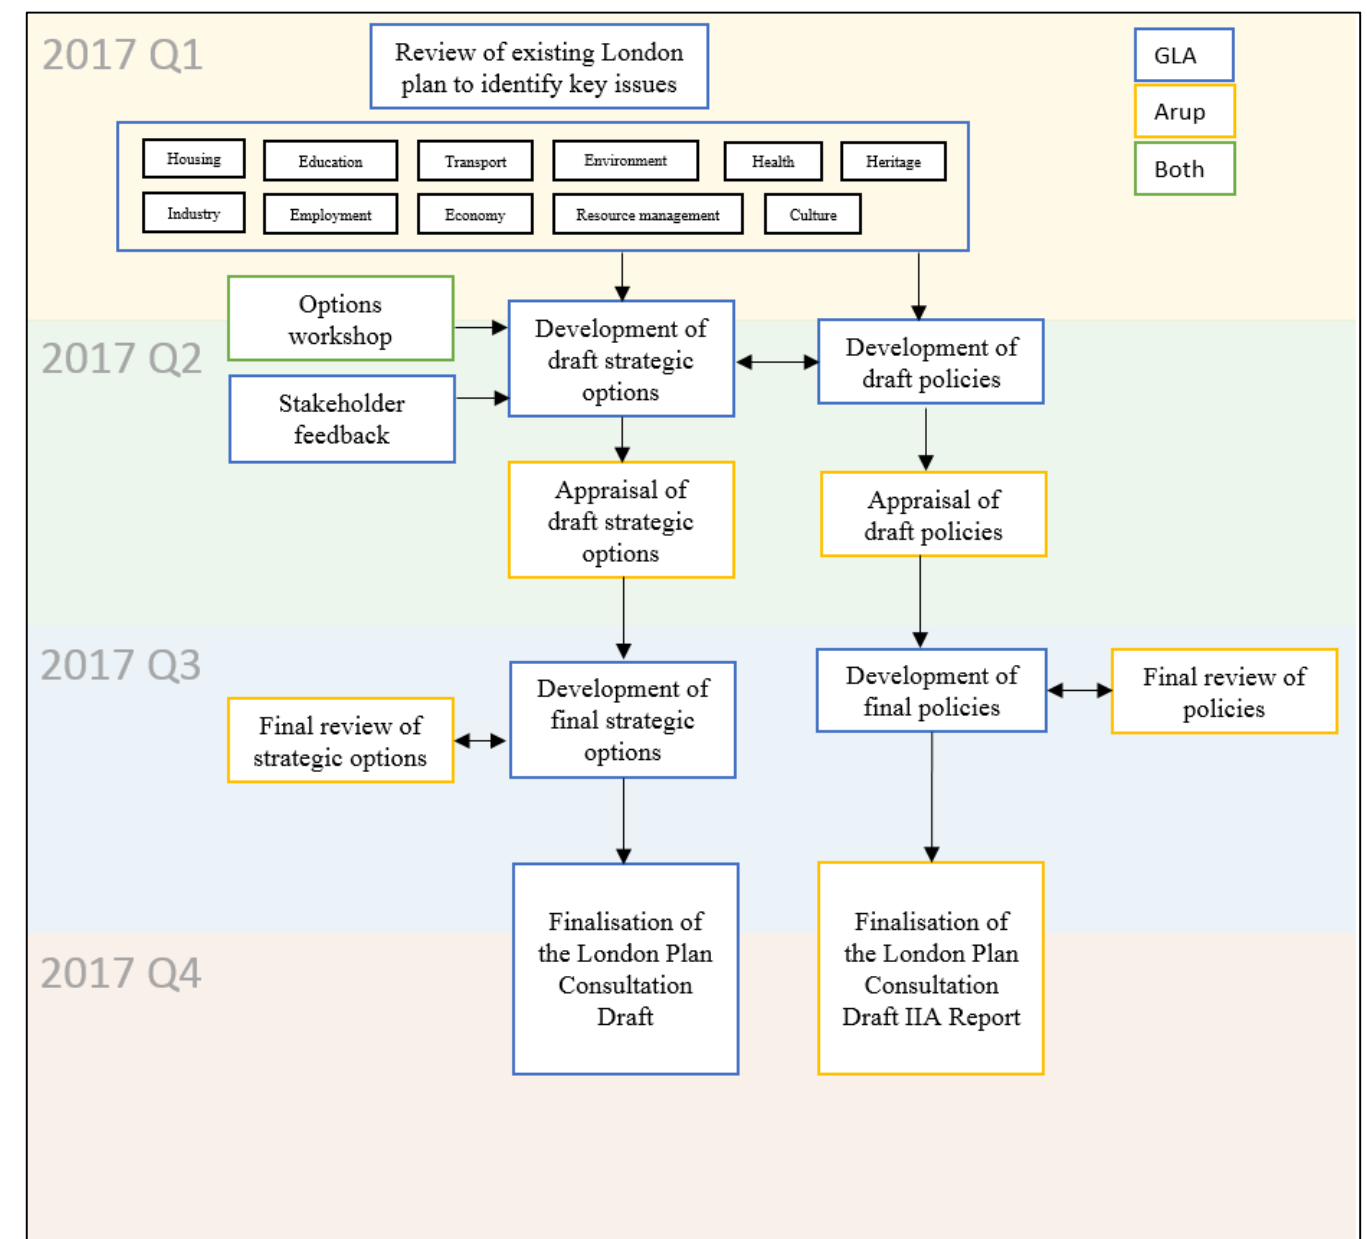 2017 Q1
Review of existing London
plan to identify key issues
GLA
Arup
Both
Housing
Education
Transport
Environment
Health
Heritage
Industry
Employment
Economy
Resource management
Culture
Options
workshop
2017 Q2
Stakeholder
feedback
Development of
draft strategic
options
Development of
draft policies
Appraisal of
draft strategic
options
Appraisal of
draft policies
2017 Q3
Final review of
strategic options
Development of
final strategic
options
Development of
final policies
Final review of
policies
2017 Q4
Finalisation of
the London Plan
Consultation
Draft
Finalisation of
the London Plan
Consultation
Draft IIA Report